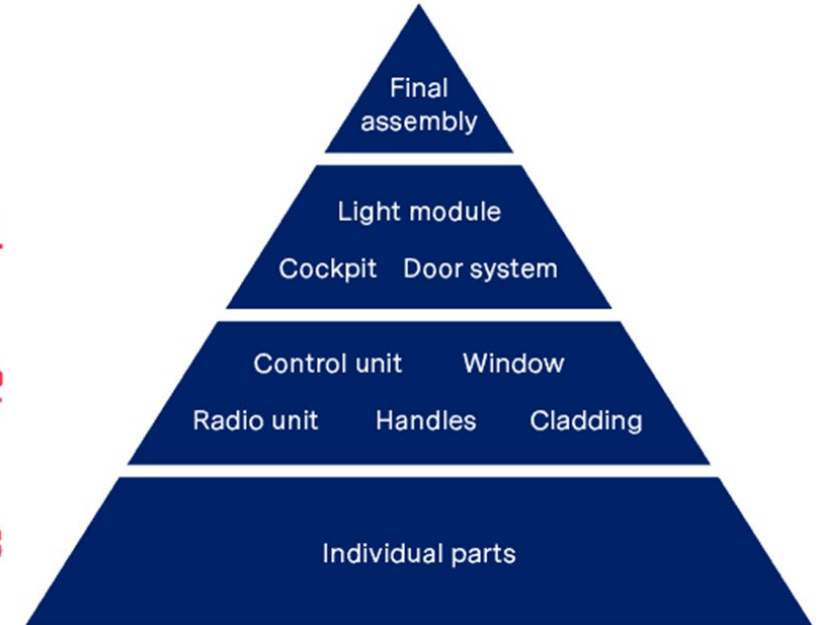 Final
assembly
Light module
Cockpit Door system
Control unit Window
Radio unit Handles Cladding
Individual parts